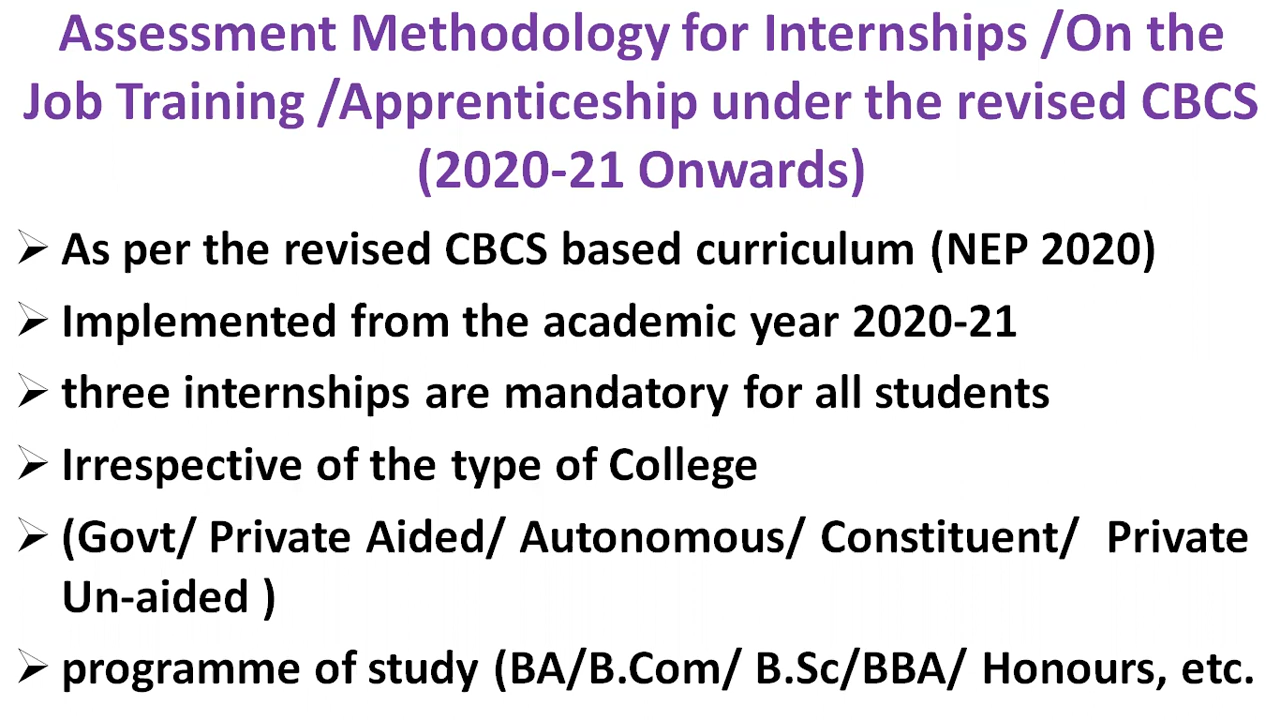 Assessment Methodology for Internships /On the
Job Training /Apprenticeship under the revised CBCS
(2020-21 Onwards)
➢ As per the revised CBCS based curriculum (NEP 2020)
➢ Implemented from the academic year 2020-21
➢ three internships are mandatory for all students
➢ Irrespective of the type of College
➢ (Govt/ Private Aided/ Autonomous/ Constituent/  Private
Un-aided )
➢ programme of study (BA/B.Com/ B.Sc/BBA/ Honours, etc.